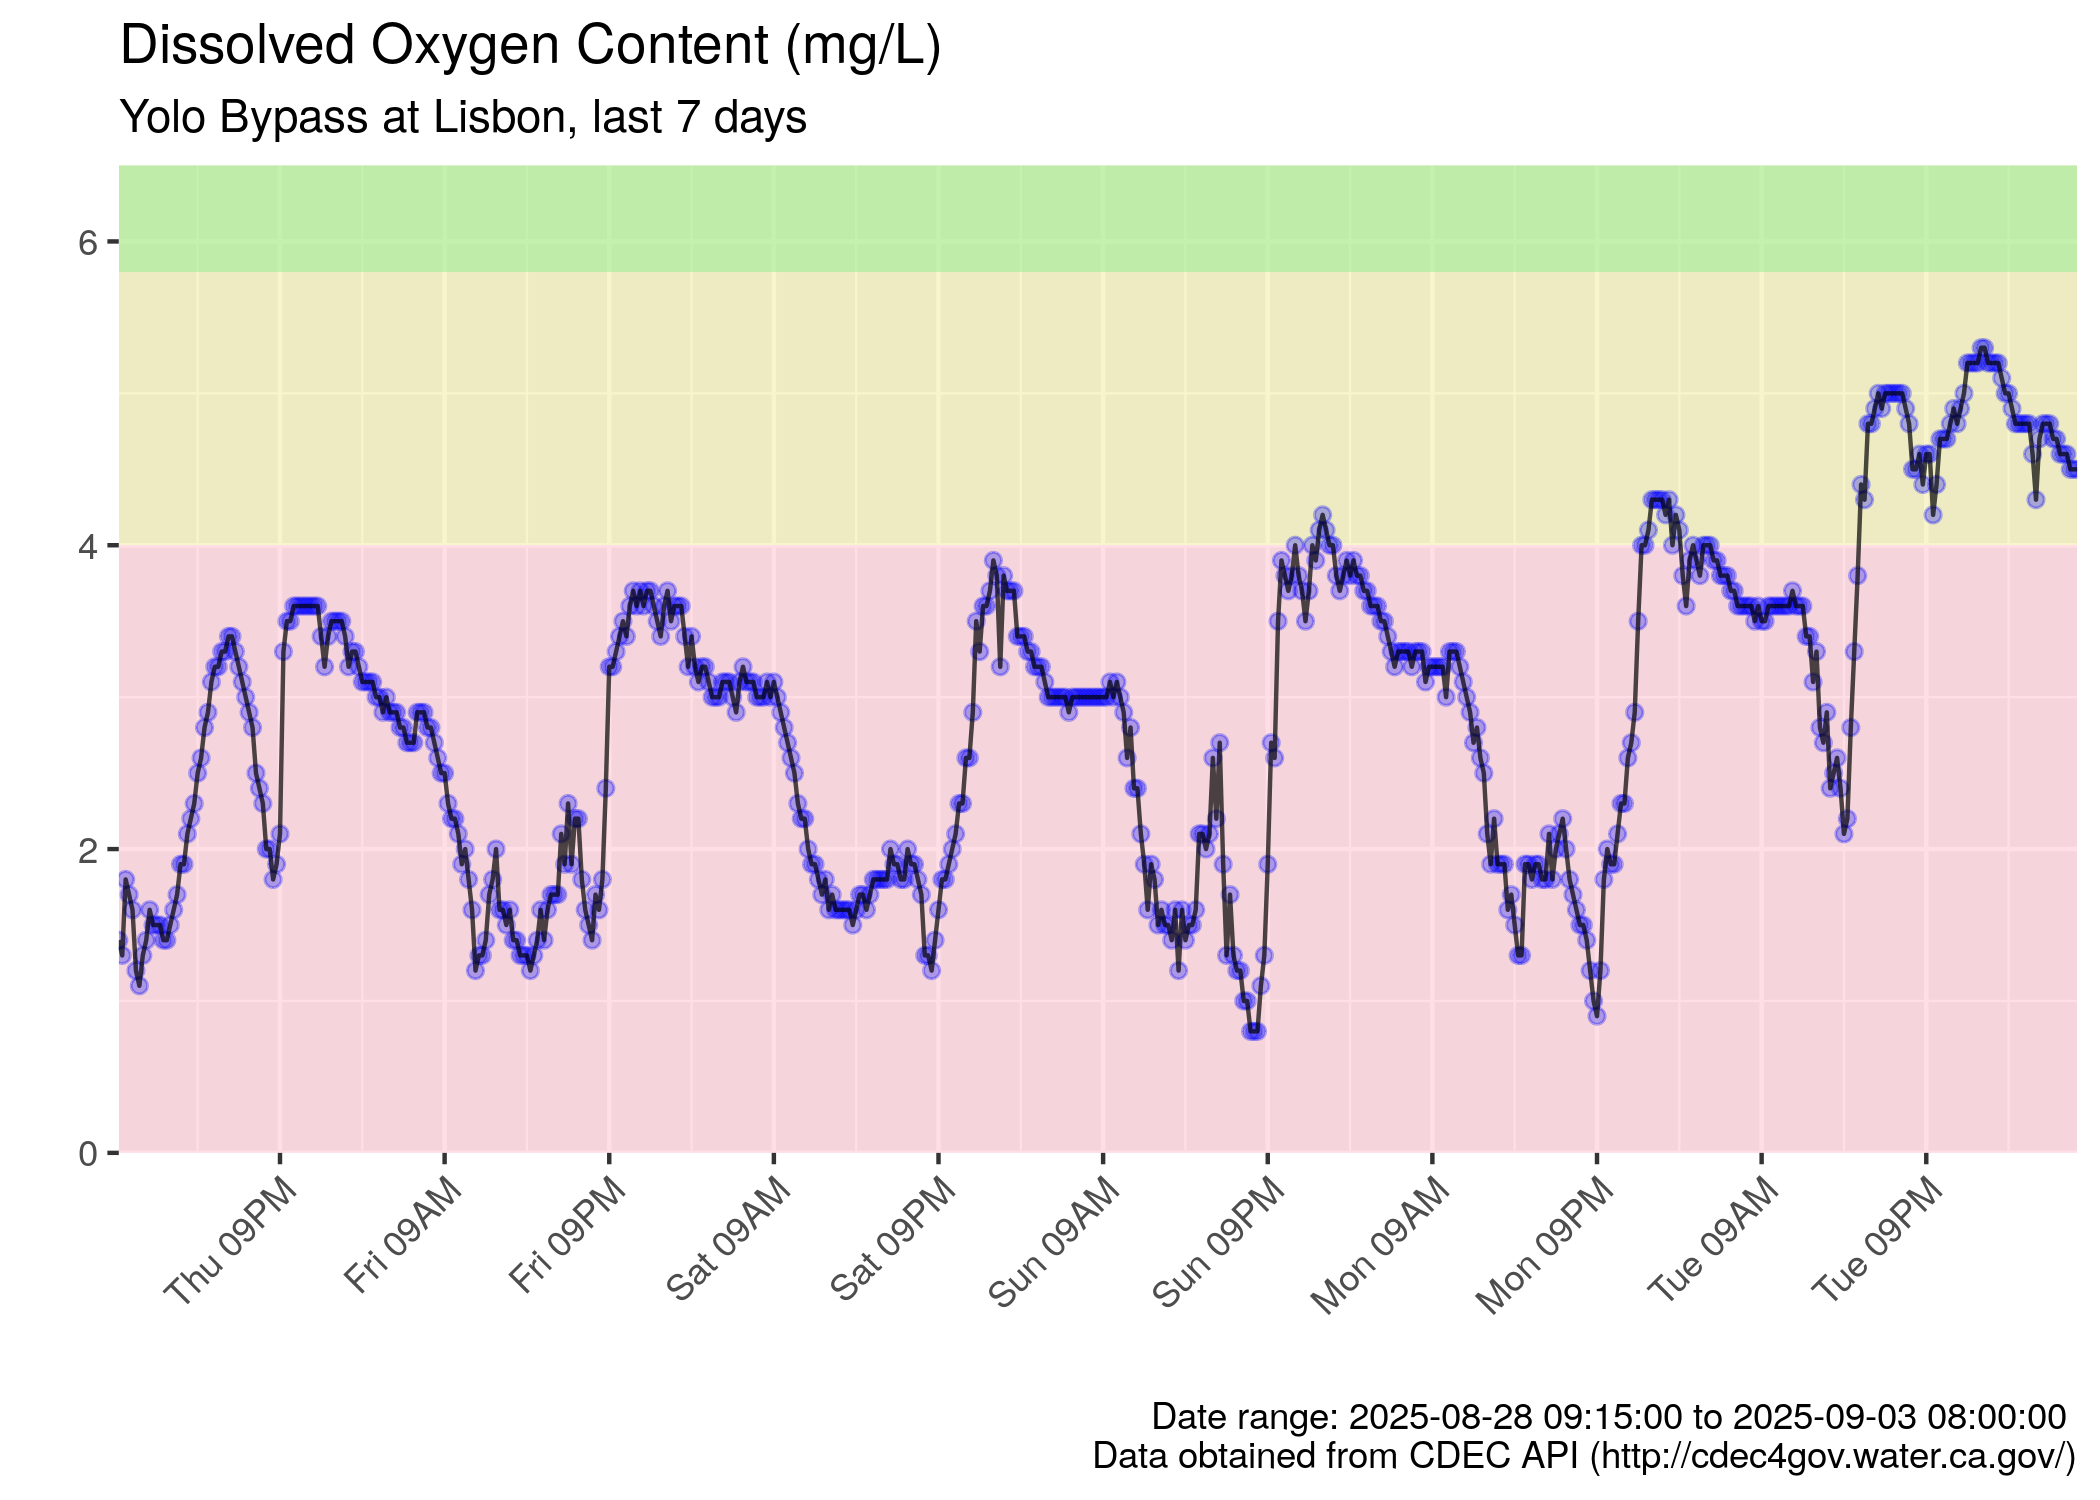 Dissolved Oxygen Content (mg/L)
Yolo Bypass at Lisbon, last 7 days
6
4
2
0
Thu 09PM
Fri 09AM
Fri 09PM
Sat 09AM
Sat 09PM
Sun 09AM
Sun 09PM
Mon 09AM
Mon 09PM
Tue 09AM
Tue 09PM
Date range: 2025-08-28 09:15:00 to 2025-09-03 08:00:00
Data obtained from CDEC API (http://cdec4gov.water.ca.gov/)